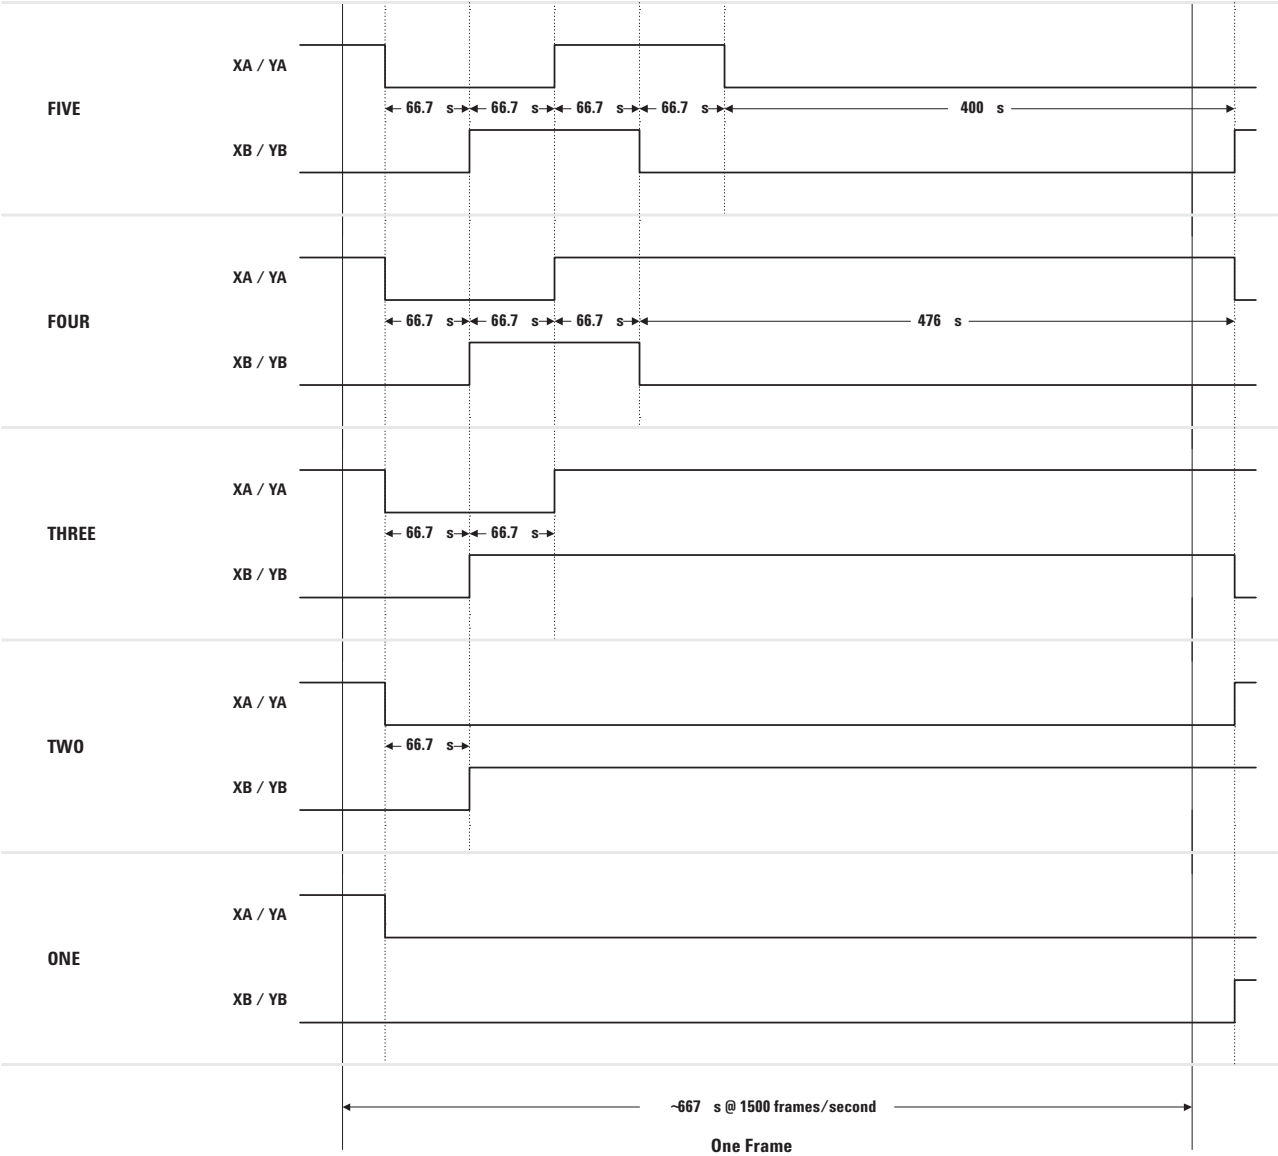 XA / YA
FIVE
66.7 s 66.7 s 66.7 s 66.7 s 400 s
XB / YB
XA / YA
FOUR
66.7 s 66.7 s 66.7 s 476 s
XB / YB
XA / YA
THREE
66.7 s 66.7 s
XB / YB
XA / YA
TWO
66.7 s
XB / YB
XA / YA
ONE
XB / YB
~667 s @ 1500 frames/second
One Frame